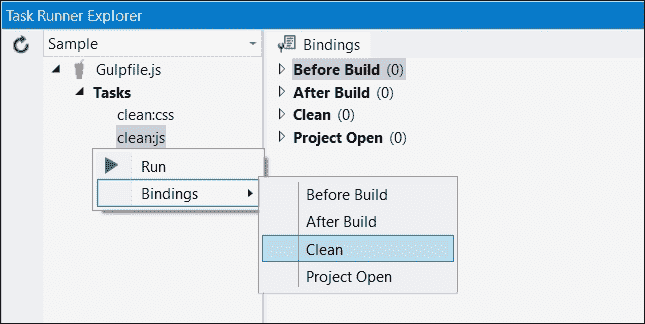 Task Runner Explorer
Sample
Bindings
Gulpfile.js
Before Build (0)
Tasks
After Build (0)
clean:css
Clean (0)
clean:js
Project Open (0)
Run
Bindings
Before Build
After Build
Clean
Project Open